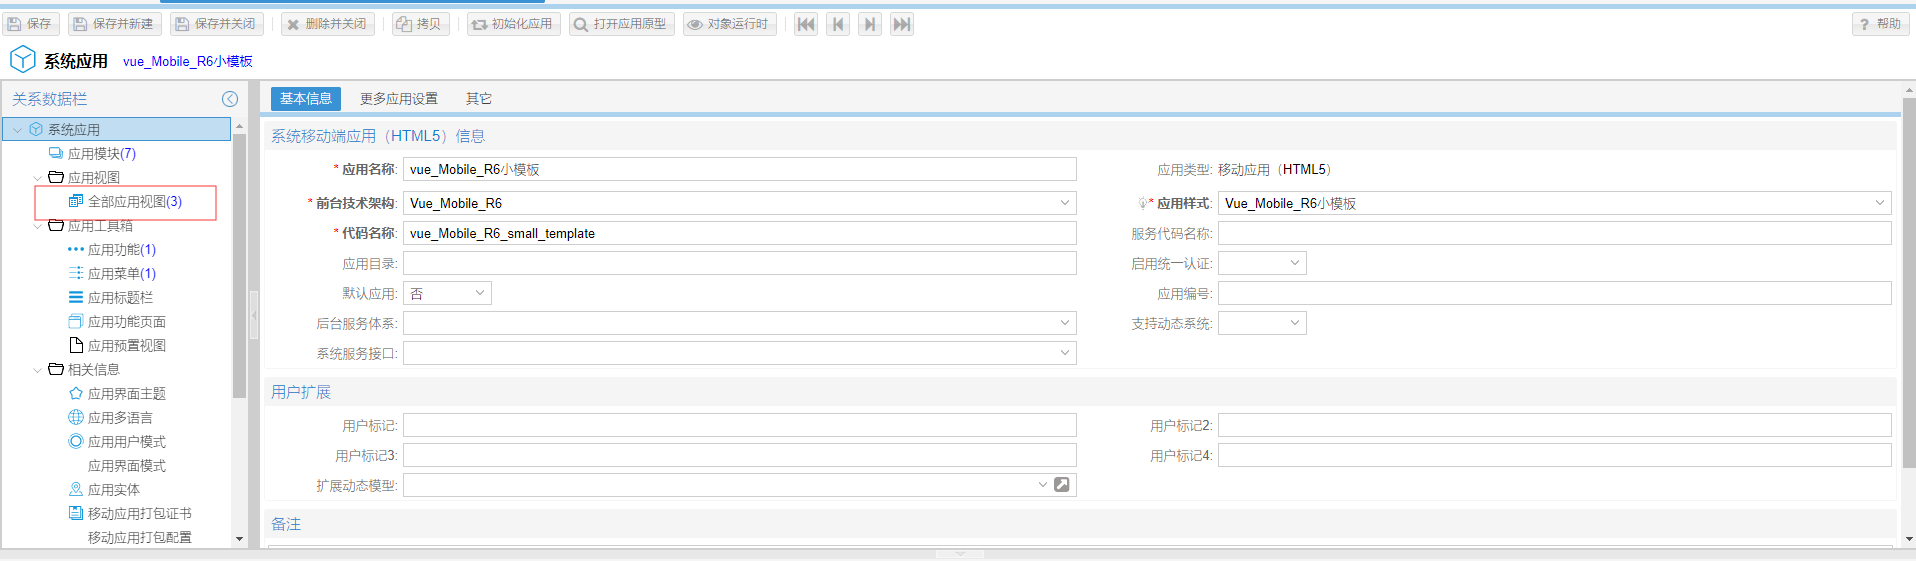 保存 保存并新建 保存并关闭 删除并关闭 拷贝 初始化应用 打开应用原型 对象运行时 帮助
系统应用 vue_Mobile_R6小模板
关系数据栏
系统应用
应用模块(7)
应用视图
全部应用视图(3)
应用工具箱
应用功能(1)
应用菜单(1)
应用标题栏
应用功能页面
应用预置视图
相关信息
应用界面主题
应用多语言
应用用户模式
应用界面模式
应用实体
移动应用打包证书
移动应用打包配置
基本信息 更多应用设置 其它
系统移动端应用（HTML5）信息
* 应用名称: vue_Mobile_R6小模板 应用类型: 移动应用（HTML5）
* 前台技术架构: Vue_Mobile_R6 * 应用样式: Vue_Mobile_R6小模板
* 代码名称: vue_Mobile_R6_small_template 服务代码名称:
应用目录: 启用统一认证:
默认应用: 否 应用编号:
后台服务体系: 支持动态系统:
系统服务接口:
用户扩展
用户标记: 用户标记2:
用户标记3: 用户标记4:
扩展动态模型:
备注